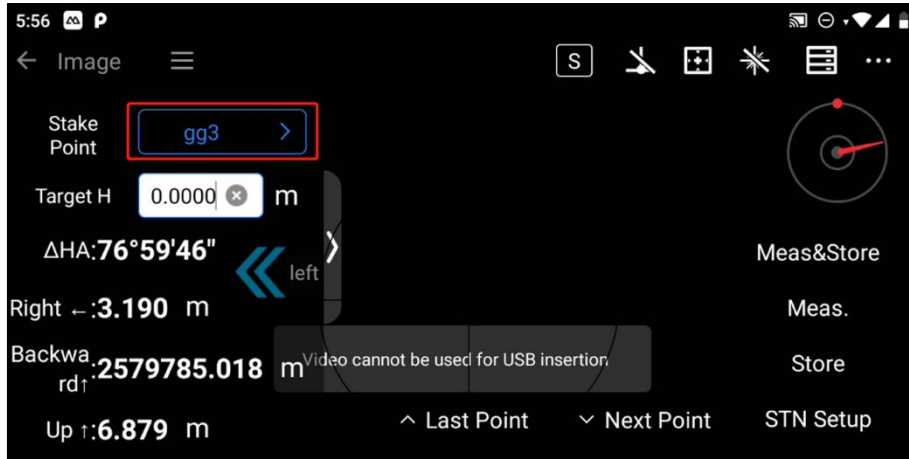 5:56
Image
S
Stake
Point
gg3
Target H 0.0000 m
ΔHA:76°59'46"
left
Right ←:3.190 m
Backwa
rd↑:2579785.018 m
Up ↑:6.879 m
Video cannot be used for USB insertion
Last Point
Next Point
Meas&Store
Meas.
Store
STN Setup